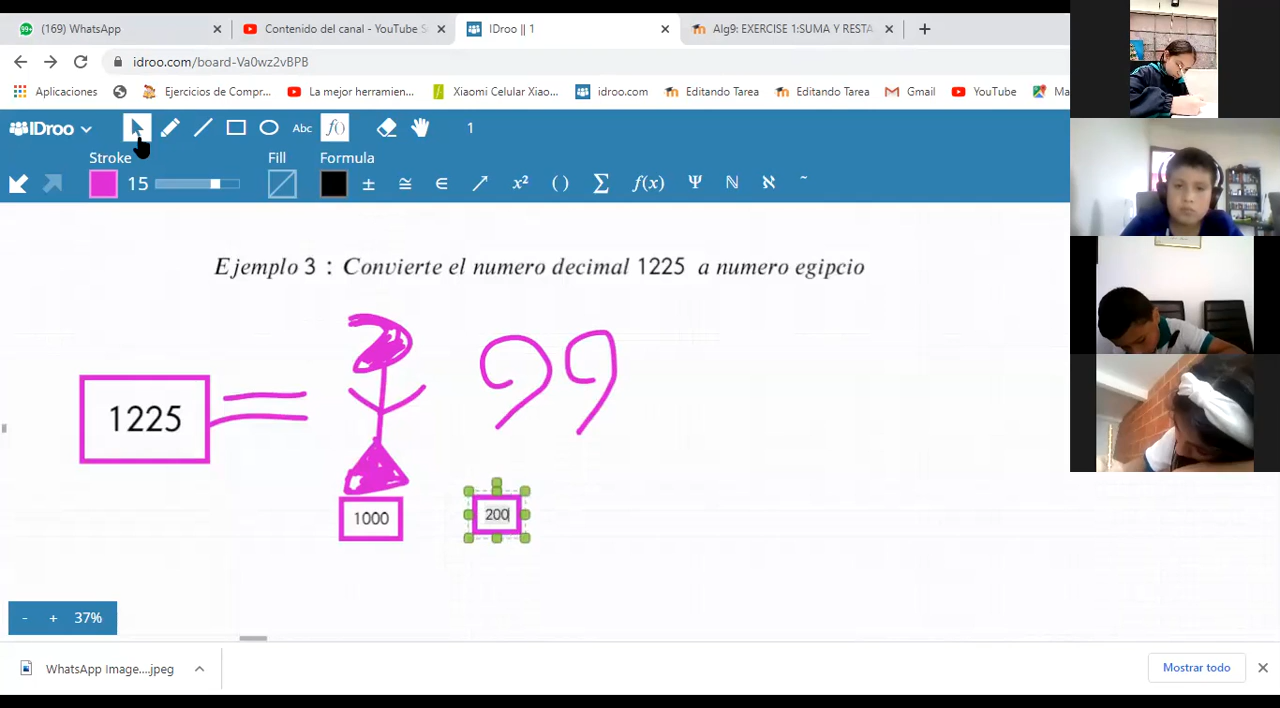 (169) WhatsApp
Contenido del canal - YouTube S
IDroo || 1
Alg9: EXERCISE 1:SUMA Y RESTA
idroo.com/board-Va0wz2vBPB
Aplicaciones
Ejercicios de Compr...
La mejor herramien...
Xiaomi Celular Xiao...
idroo.com
Editando Tarea
Editando Tarea
Gmail
YouTube
Ma
IDroo
Abc
f()
1
Stroke
Fill
Formula
15
± ≅ ∈ x² () ∑ f(x) Ψ ℕ ℵ ~
Ejemplo 3 : Convierte el numero decimal 1225 a numero egipcio
1225
1000
200
- + 37%
WhatsApp Image....jpeg
Mostrar todo